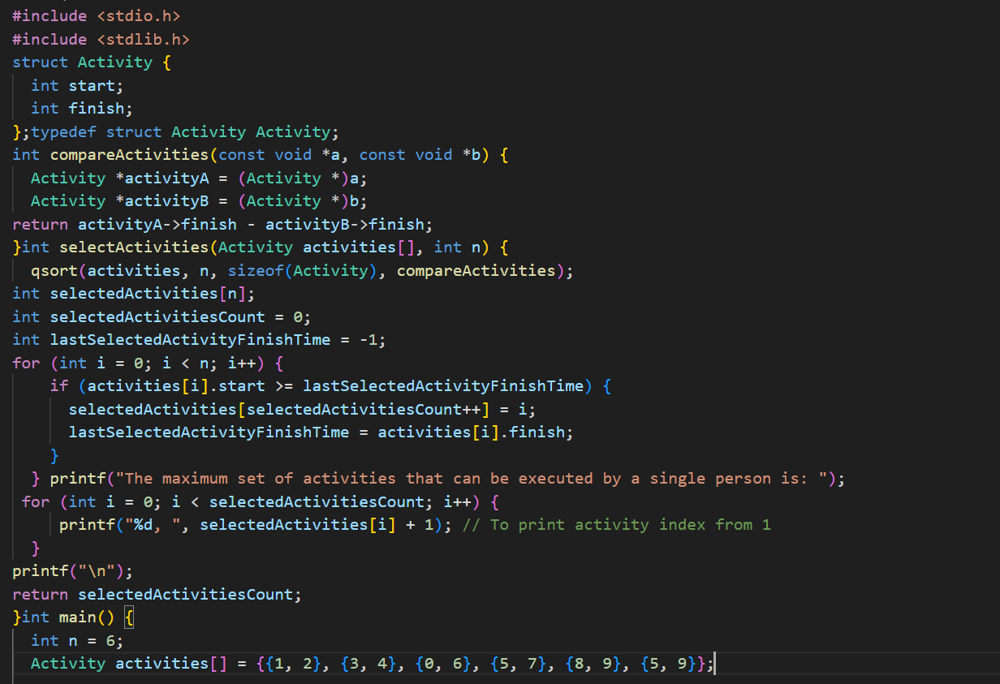 #include <stdio.h>
#include <stdlib.h>
struct Activity {
  int start;
  int finish;
};typedef struct Activity Activity;
int compareActivities(const void *a, const void *b) {
  Activity *activityA = (Activity *)a;
  Activity *activityB = (Activity *)b;
return activityA->finish - activityB->finish;
}int selectActivities(Activity activities[], int n) {
  qsort(activities, n, sizeof(Activity), compareActivities);
int selectedActivities[n];
int selectedActivitiesCount = 0;
int lastSelectedActivityFinishTime = -1;
for (int i = 0; i < n; i++) {
    if (activities[i].start >= lastSelectedActivityFinishTime) {
      selectedActivities[selectedActivitiesCount++] = i;
      lastSelectedActivityFinishTime = activities[i].finish;
    }
  } printf("The maximum set of activities that can be executed by a single person is: ");
 for (int i = 0; i < selectedActivitiesCount; i++) {
     printf("%d, ", selectedActivities[i] + 1); // To print activity index from 1
  }
printf("\n");
return selectedActivitiesCount;
}int main() {
  int n = 6;
  Activity activities[] = {{1, 2}, {3, 4}, {0, 6}, {5, 7}, {8, 9}, {5, 9}};